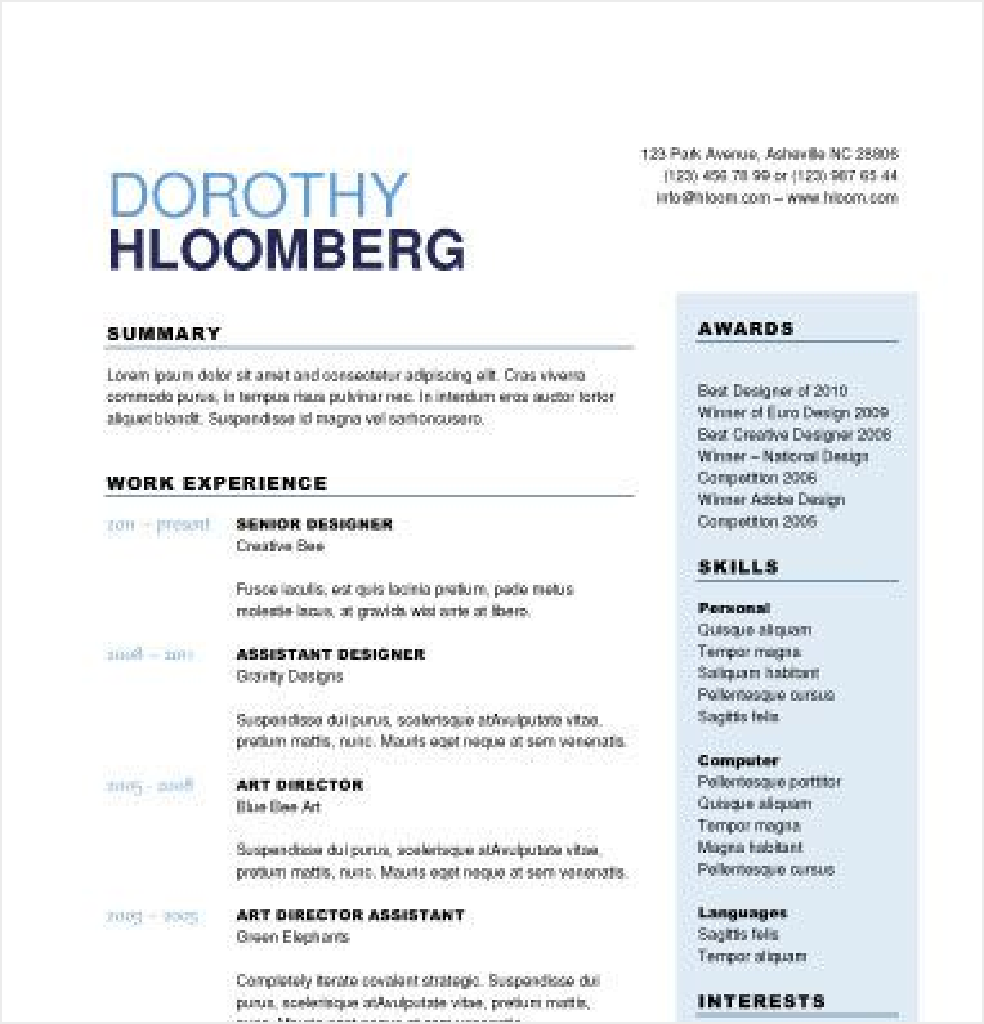 123 Park Avenue, Asheville NC 28806
(123) 456 78 99 or (123) 987 65 44
info@hloom.com – www.hloom.com
DOROTHY
HLOOMBERG
SUMMARY
Lorem ipsum dolor sit amet and consectetur adipiscing elit. Cras viverra
commodo purus, in tempus risus pulvinar nec. In interdum eros auctor tortor
aliquet blandit. Suspendisse id magna vel
WORK EXPERIENCE
2011 – present
SENIOR DESIGNER
Creative Bee
Fusce iaculis, est quis lacinia pretium, pede metus
molestie lacus, at gravida wisi ante at libero.
2008 – 2011
ASSISTANT DESIGNER
Gravity Designs
Suspendisse dui purus, scelerisque atAvulputate vitae,
pretium mattis, nunc. Mauris eget neque at sem venenatis.
2005 - 2008
ART DIRECTOR
Blue Bee Art
Suspendisse dui purus, scelerisque atAvulputate vitae,
pretium mattis, nunc. Mauris eget neque at sem venenatis.
2003 – 2005
ART DIRECTOR ASSISTANT
Green Elephants
Completely iterate covalent strategic. Suspendisse dui
purus, scelerisque atAvulputate vitae, pretium mattis,
AWARDS
Best Designer of 2010
Winner of Euro Design 2009
Best Creative Designer 2008
Winner – National Design
Competition 2006
Winner Adobe Design
Competition 2005
SKILLS
Personal
Quisque aliquam
Tempor magna
Saliquam habitant
Pellentesque cursus
Sagittis felis
Computer
Pellentesque porttitor
Quisque aliquam
Tempor magna
Magna habitant
Pellentesque cursus
Languages
Sagittis felis
Tempor aliquam
INTERESTS